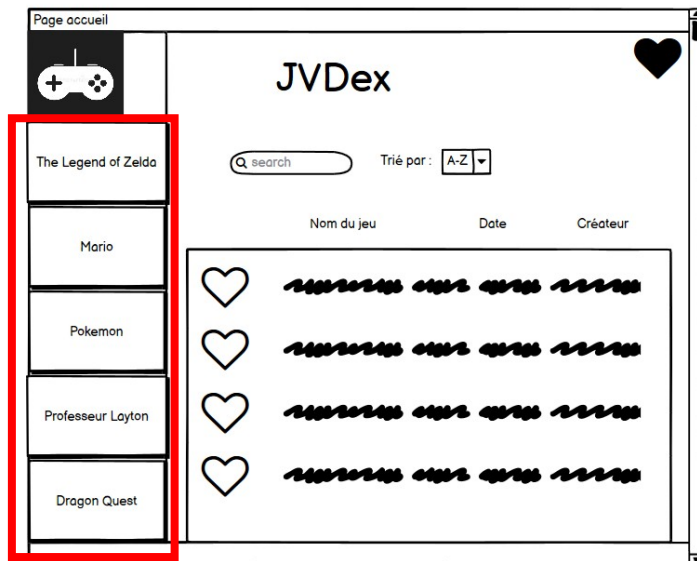 Page accueil
JVDex
The Legend of Zelda
search
Trié par :
A-Z
Nom du jeu
Date
Créateur
Mario
Pokemon
Professeur Layton
Dragon Quest